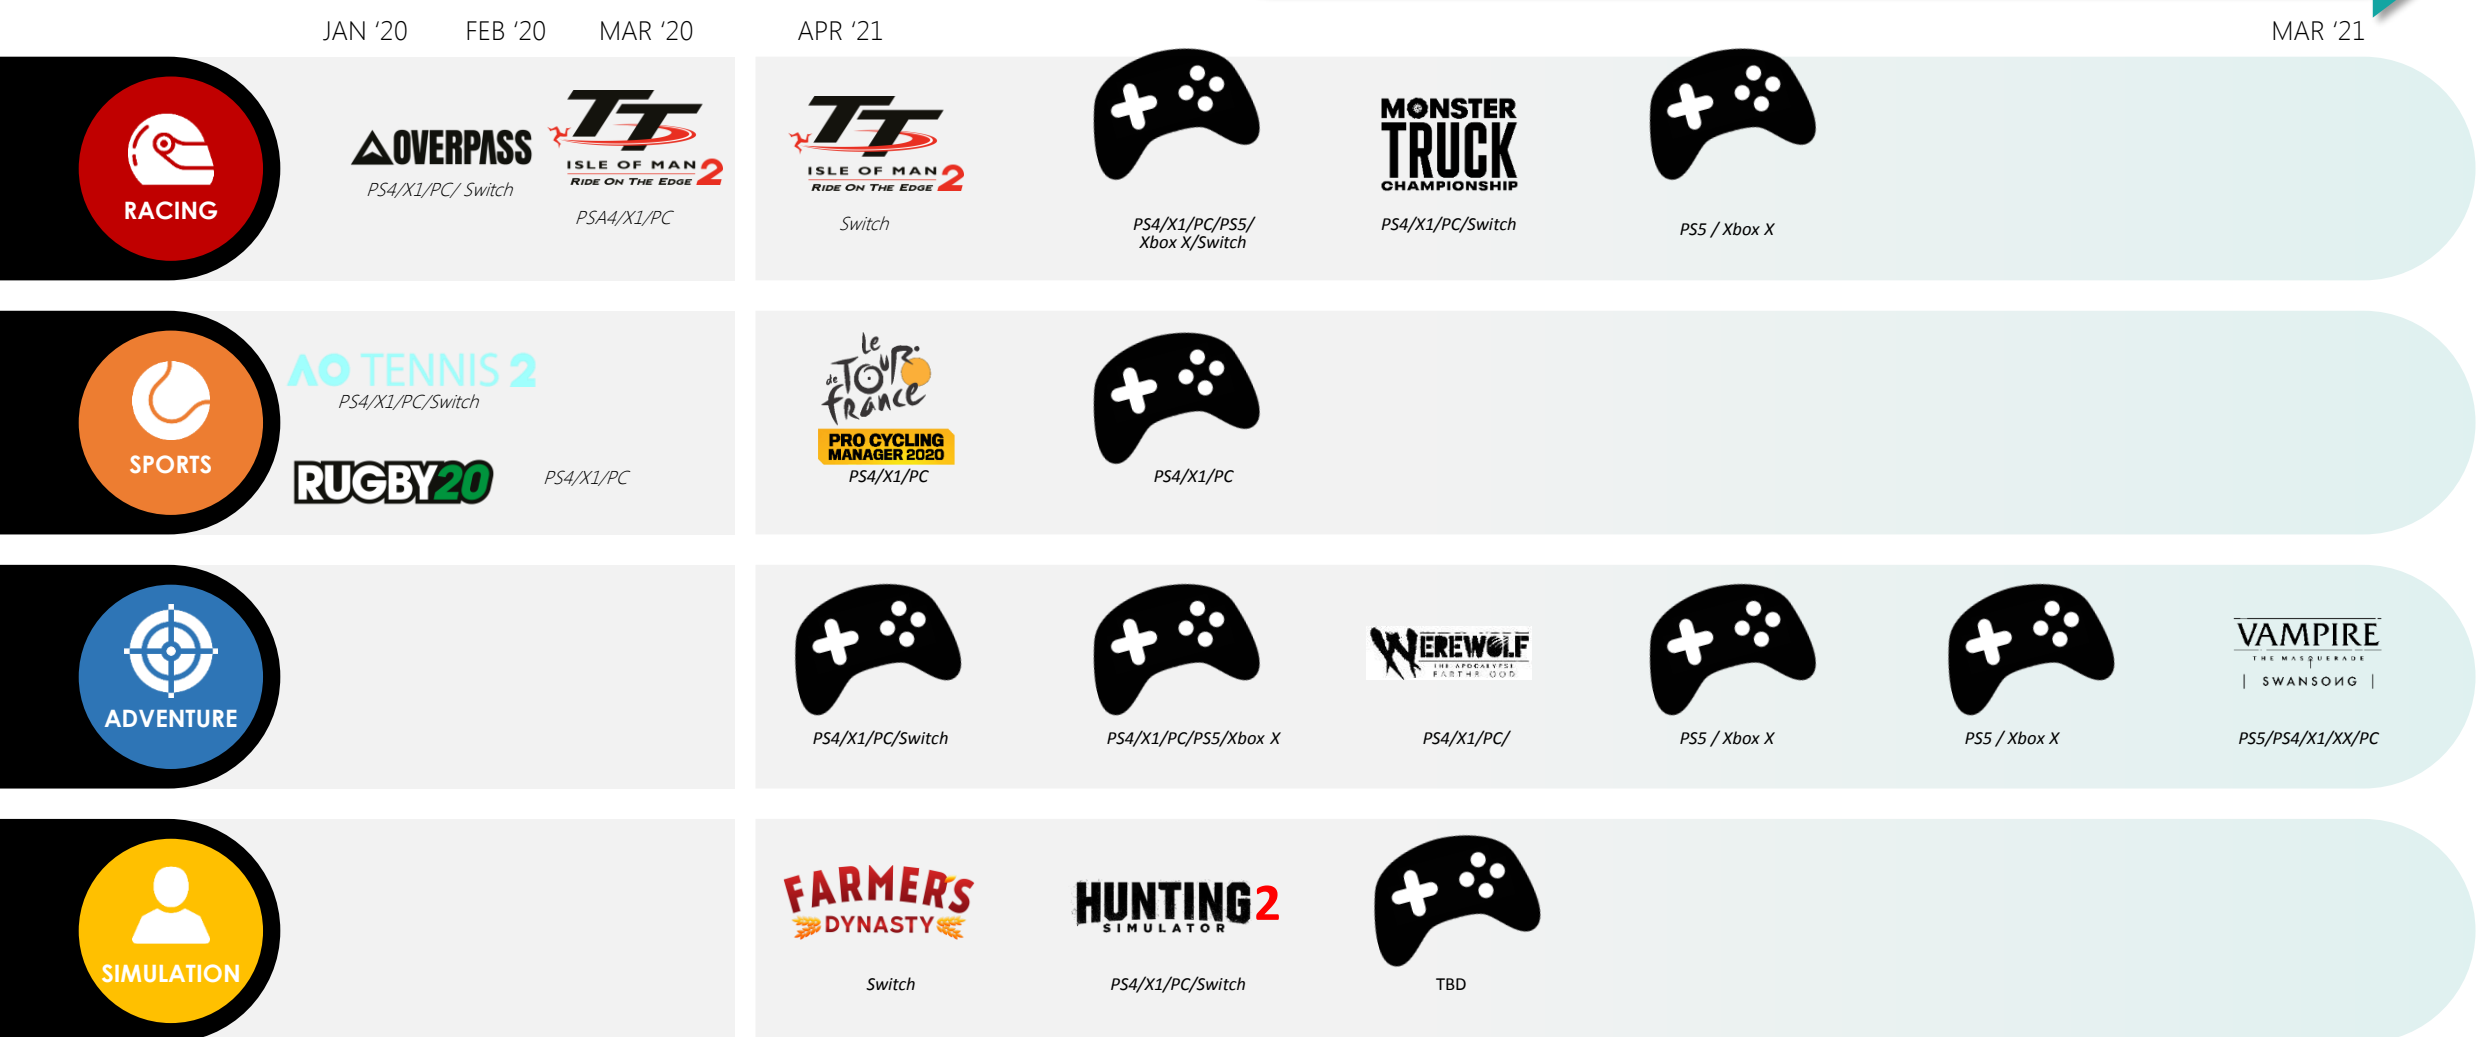 JAN ‘20 FEB ‘20 MAR ‘20 APR ‘21 MAR ‘21
RACING
OVERPASS
PS4/X1/PC/ Switch
TT
ISLE OF MAN 2
RIDE ON THE EDGE
PSA4/X1/PC
TT
ISLE OF MAN 2
RIDE ON THE EDGE
Switch
PS4/X1/PC/PS5/
Xbox X/Switch
MONSTER
TRUCK
CHAMPIONSHIP
PS4/X1/PC/Switch
PS5 / Xbox X
SPORTS
AO TENNIS 2
PS4/X1/PC/Switch
RUGBY20
PS4/X1/PC
le
de TOUR
FRANCE
PRO CYCLING
MANAGER 2020
PS4/X1/PC
PS4/X1/PC
ADVENTURE
PS4/X1/PC/Switch
PS4/X1/PC/PS5/Xbox X
WEREWOLF
THE APOCALYPSE
EARTHBLOOD
PS4/X1/PC/
PS5 / Xbox X
PS5 / Xbox X
VAMPIRE
THE MASQUERADE
| SWANSONG |
PS5/PS4/X1/XX/PC
SIMULATION
FARMER'S
DYNASTY
Switch
HUNTING 2
SIMULATOR
PS4/X1/PC/Switch
TBD